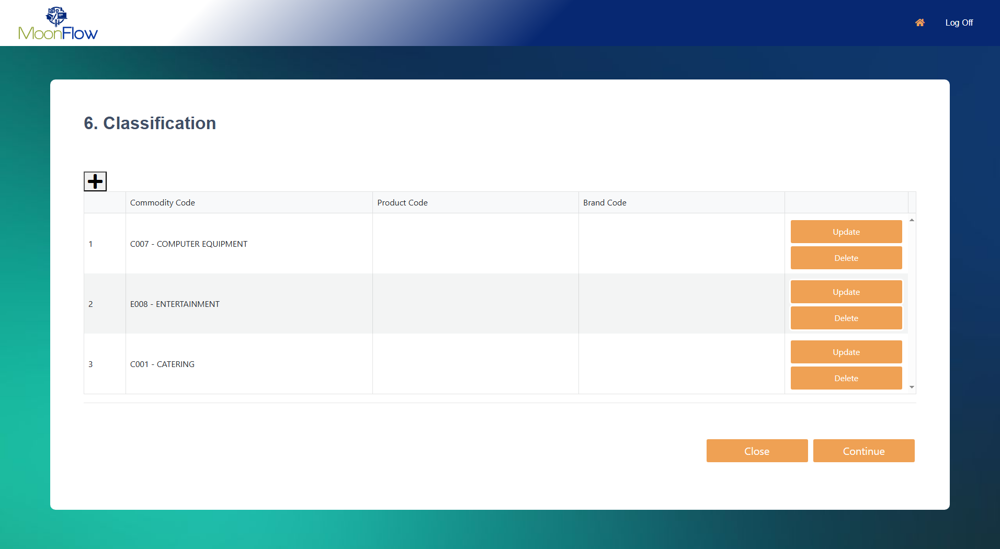 MoonFlow
Log Off
6. Classification
Commodity Code Product Code Brand Code
1 C007 - COMPUTER EQUIPMENT Update
Delete
2 E008 - ENTERTAINMENT Update
Delete
3 C001 - CATERING Update
Delete
Close Continue